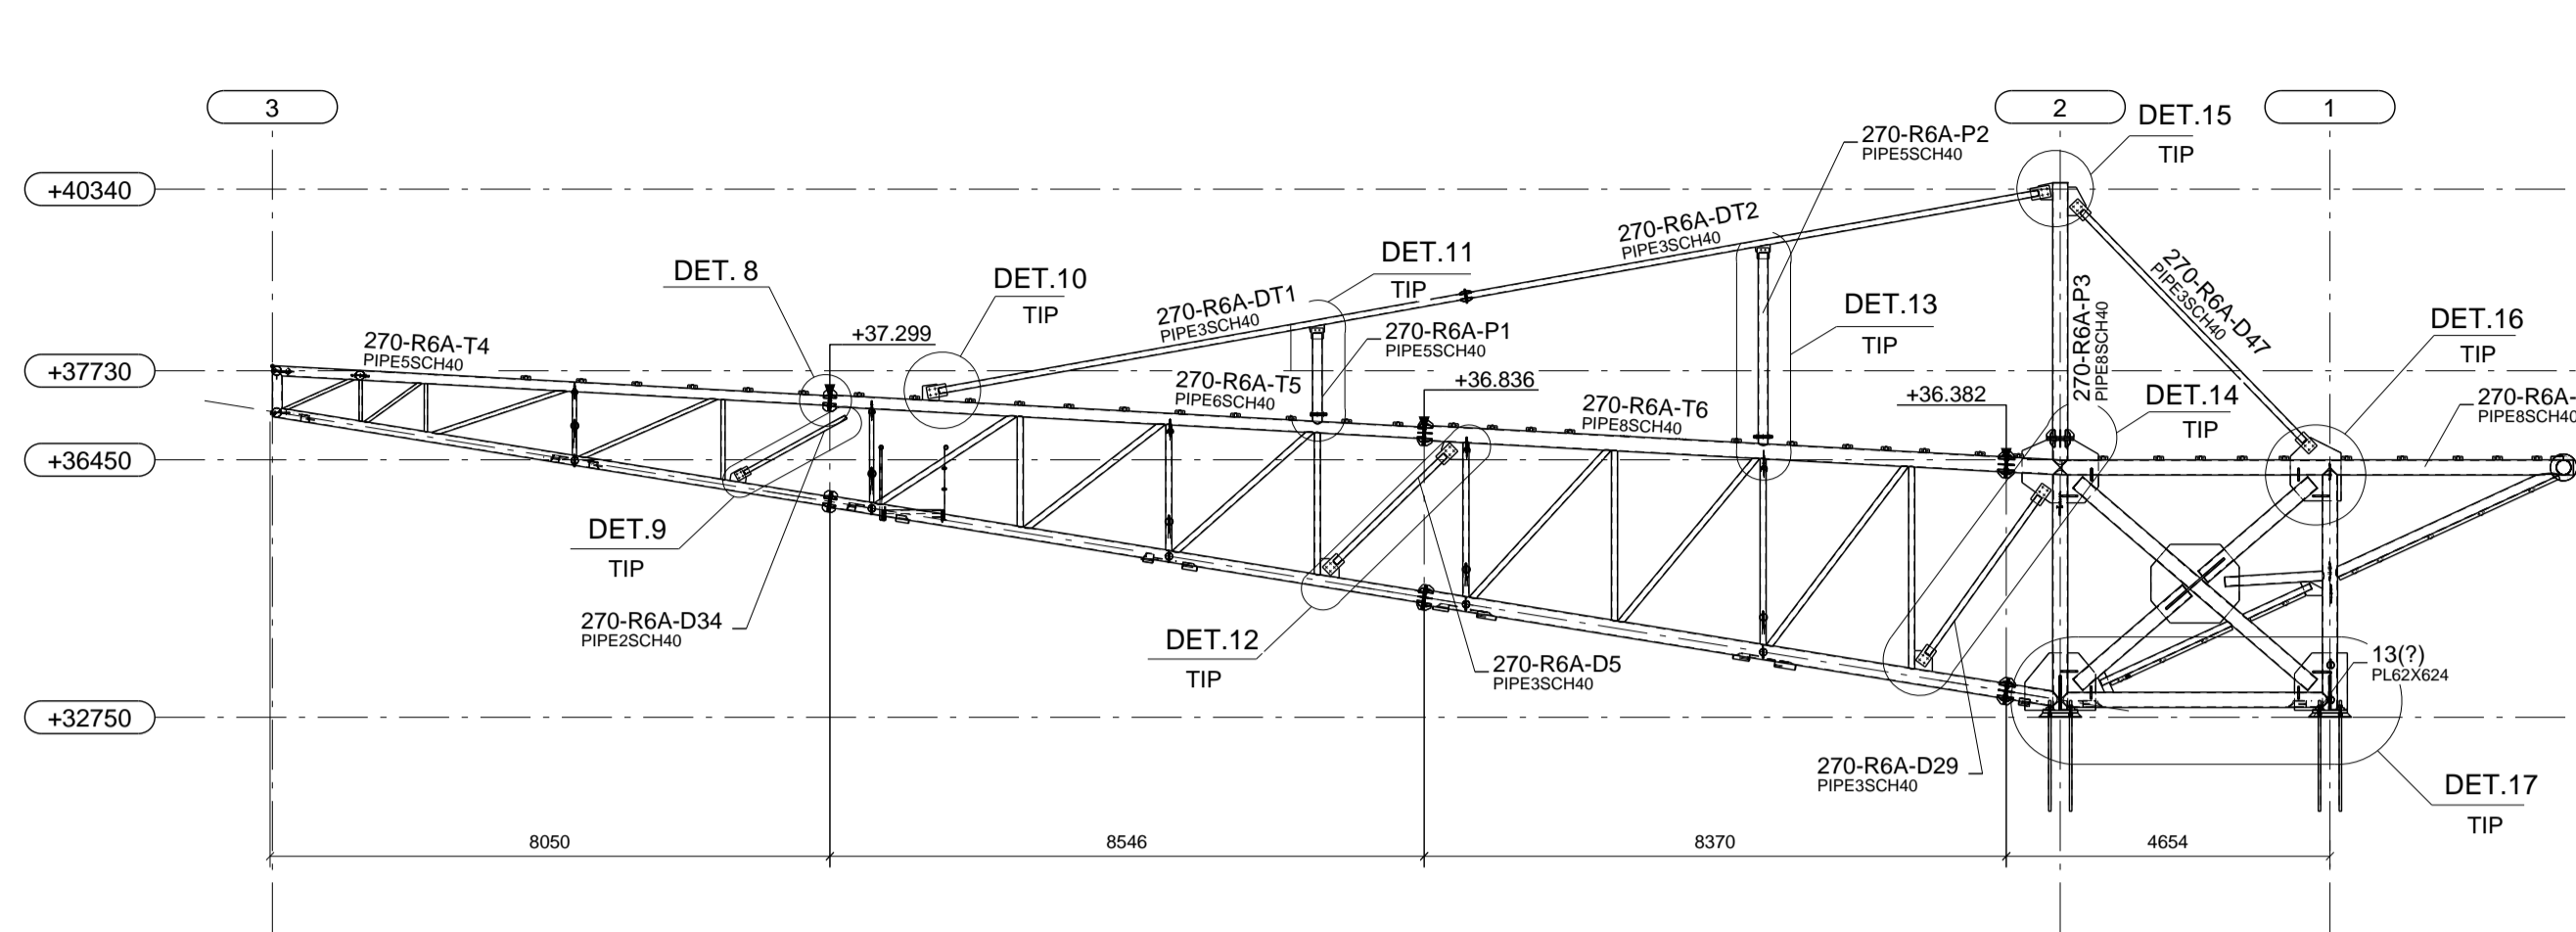 3
2
1
DET.15
TIP
+40340
270-R6A-P2
PIPE5SCH40
270-R6A-DT2
PIPE3SCH40
DET.11
TIP
DET. 8
DET.10
TIP
270-R6A-DT1
PIPE3SCH40
270-R6A-P3
PIPE8SCH40
270-R6A-D47
PIPE3SCH40
DET.13
TIP
DET.16
TIP
270-R6A-T4
PIPE5SCH40
+37.299
270-R6A-P1
PIPE5SCH40
+37730
270-R6A-T5
PIPE6SCH40
+36.836
270-R6A-T6
PIPE8SCH40
+36.382
DET.14
TIP
270-R6A-
PIPE8SCH40
+36450
DET.9
TIP
270-R6A-D34
PIPE2SCH40
DET.12
TIP
270-R6A-D5
PIPE3SCH40
13(?)
PL62X624
+32750
270-R6A-D29
PIPE3SCH40
DET.17
TIP
8050
8546
8370
4654